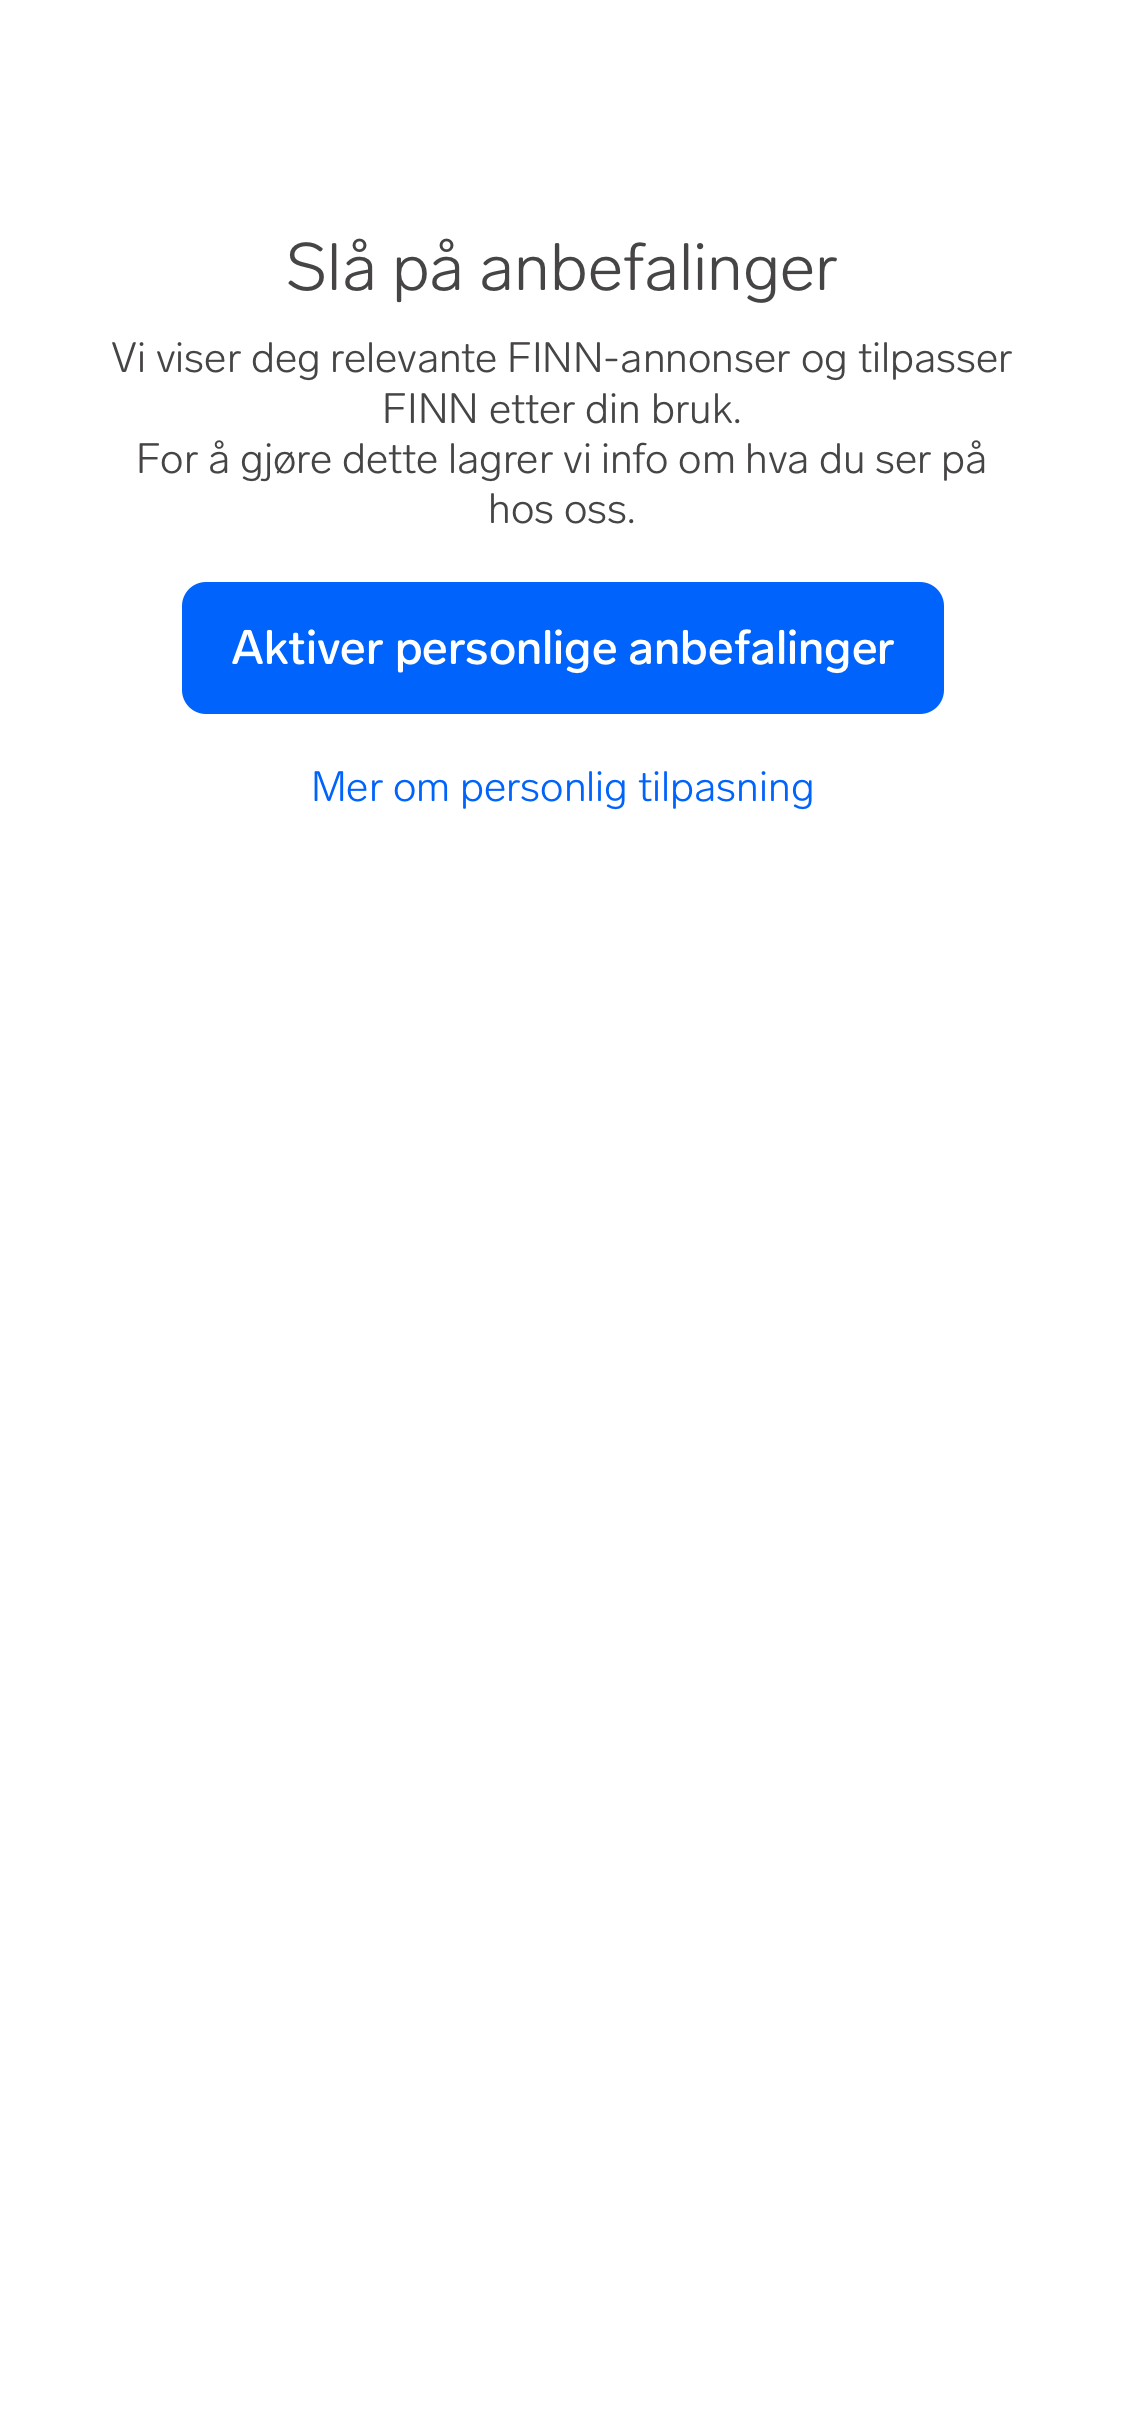 Slå på anbefalinger
Vi viser deg relevante FINN-annonser og tilpasser
FINN etter din bruk.
For å gjøre dette lagrer vi info om hva du ser på
hos oss.
Aktiver personlige anbefalinger
Mer om personlig tilpasning